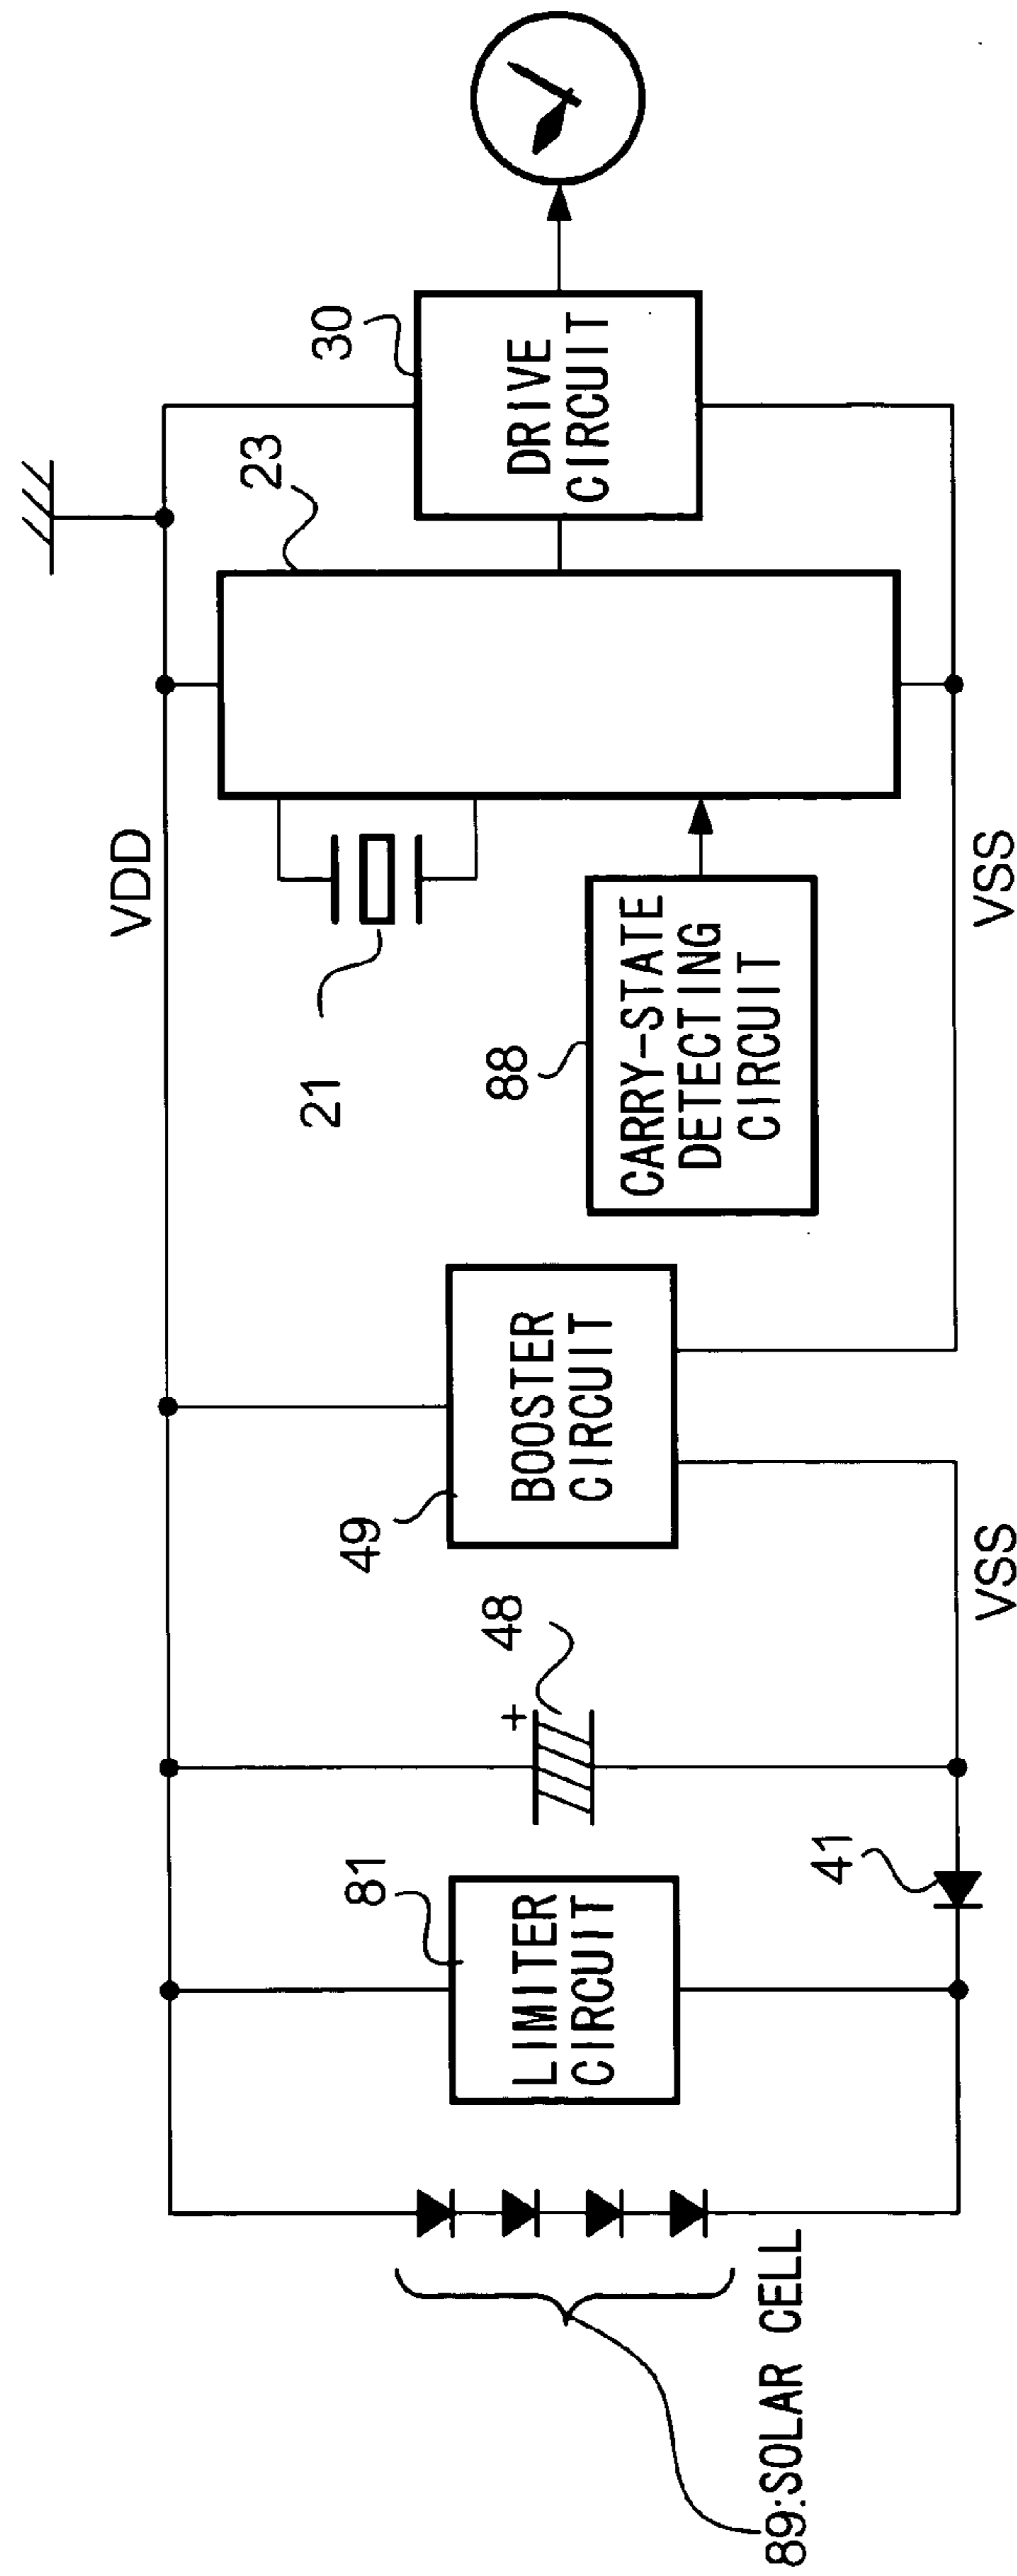 VDD
23
30
DRIVE
CIRCUIT
21
88
CARRY-STATE
DETECTING
CIRCUIT
49
BOOSTER
CIRCUIT
48
+
81
LIMITER
CIRCUIT
41
VSS
VSS
89:SOLAR CELL